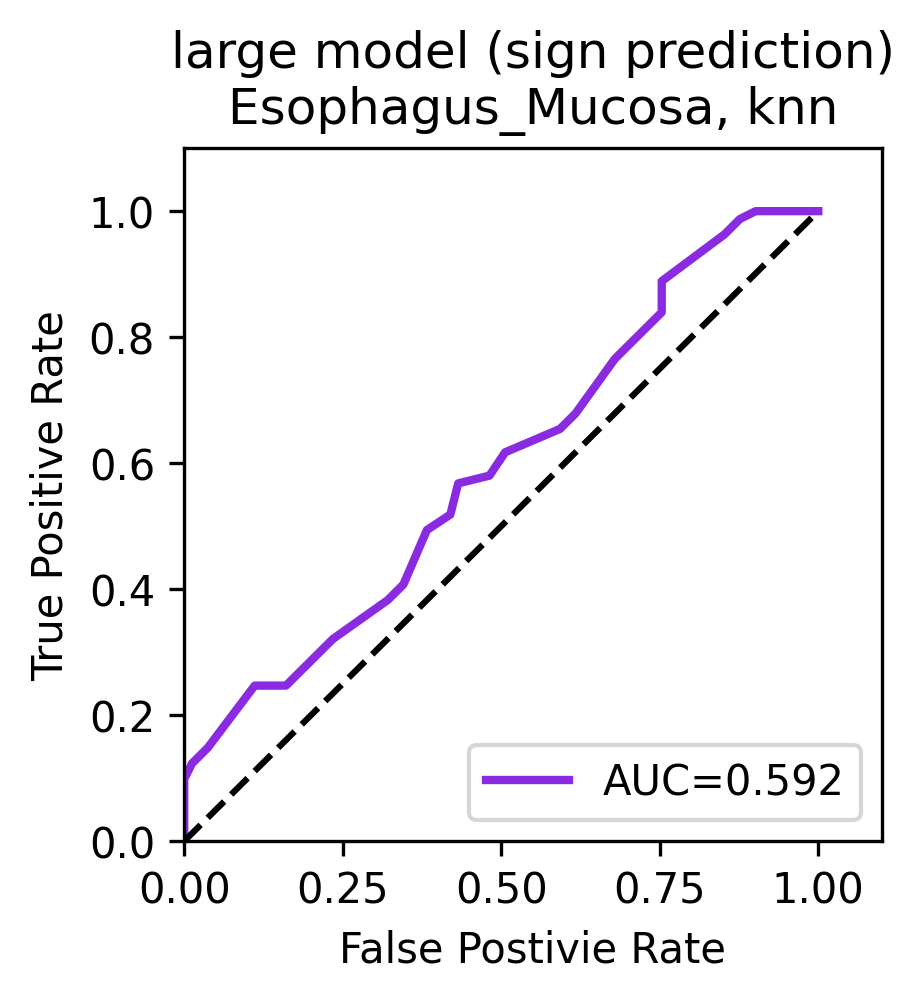 large model (sign prediction)
Esophagus_Mucosa, knn
1.0
0.8
0.6
0.4
0.2
0.0
True Positive Rate
AUC=0.592
0.00 0.25 0.50 0.75 1.00
False Postivie Rate